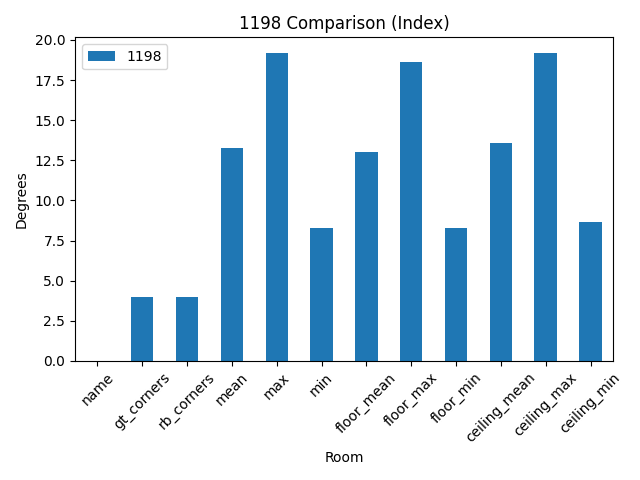 1198 Comparison (Index)
1198
20.0
17.5
15.0
12.5
10.0
7.5
5.0
2.5
0.0
Degrees
name
gt_corners
rb_corners
mean
max
min
floor_mean
floor_max
floor_min
ceiling_mean
ceiling_max
ceiling_min
Room